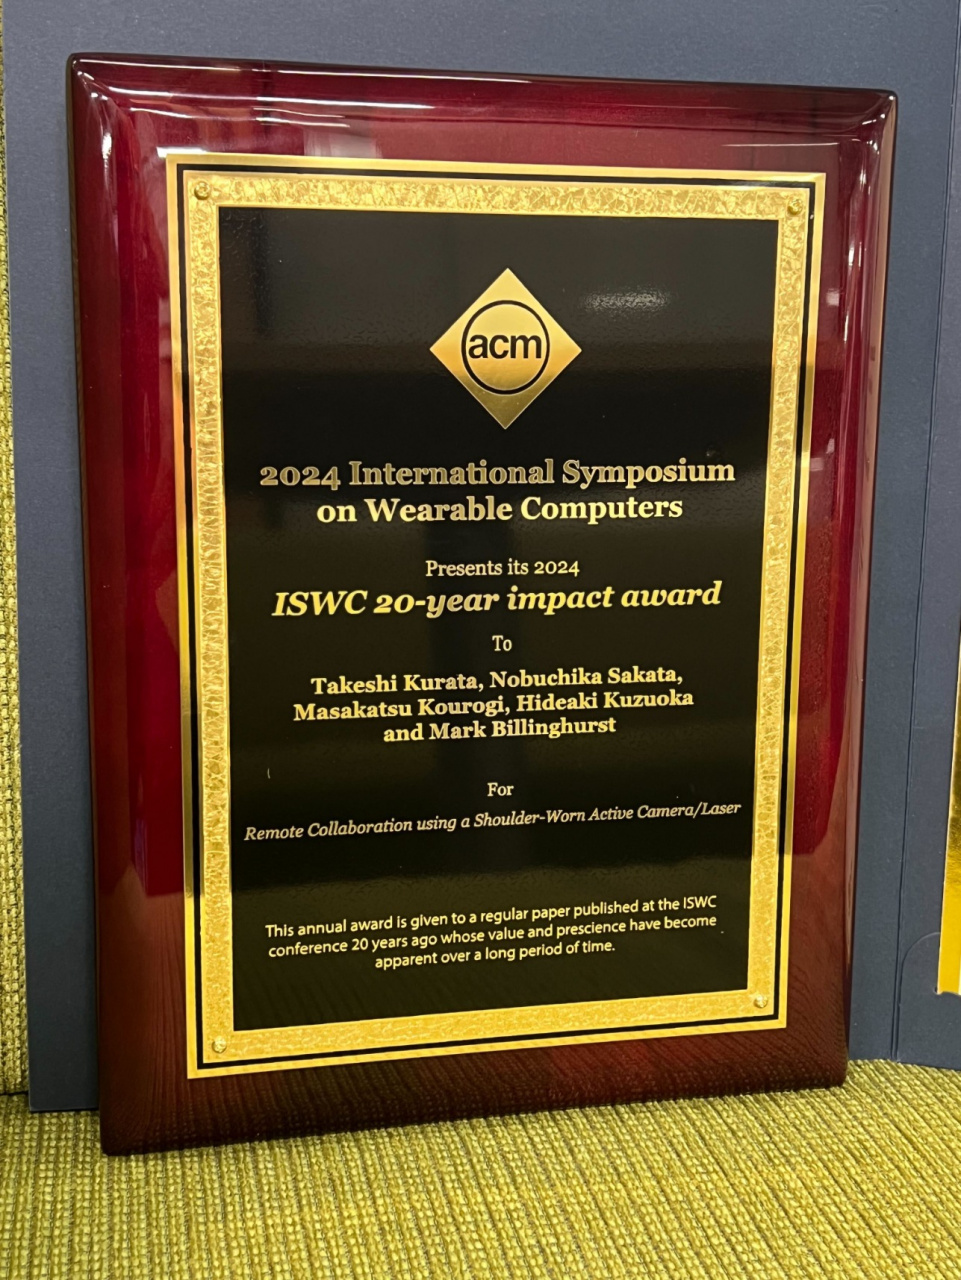 acm
2024 International Symposium
on Wearable Computers
Presents its 2024
ISWC 20-year impact award
To
Takeshi Kurata, Nobuchika Sakata,
Masakatsu Kourogi, Hideaki Kuzuoka
and Mark Billinghurst
For
Remote Collaboration using a Shoulder-Worn Active Camera/Laser
This annual award is given to a regular paper published at the ISWC
conference 20 years ago whose value and prescience have become
apparent over a long period of time.